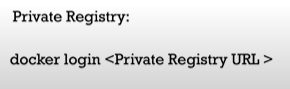 Private Registry:
docker login <Private Registry URL >